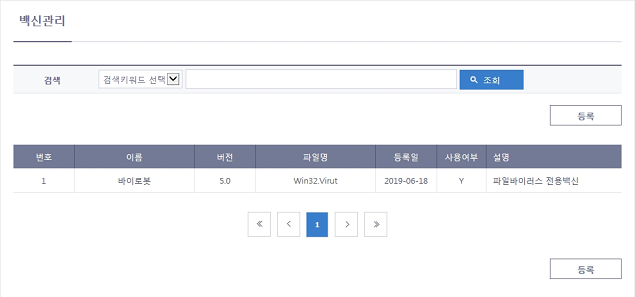 백신관리
검색 검색키워드 선택 조회
등록
번호 이름 버전 파일명 등록일 사용여부 설명
1 바이로봇 5.0 Win32.Virut 2019-06-18 Y 파일바이러스 전용백신
1
등록